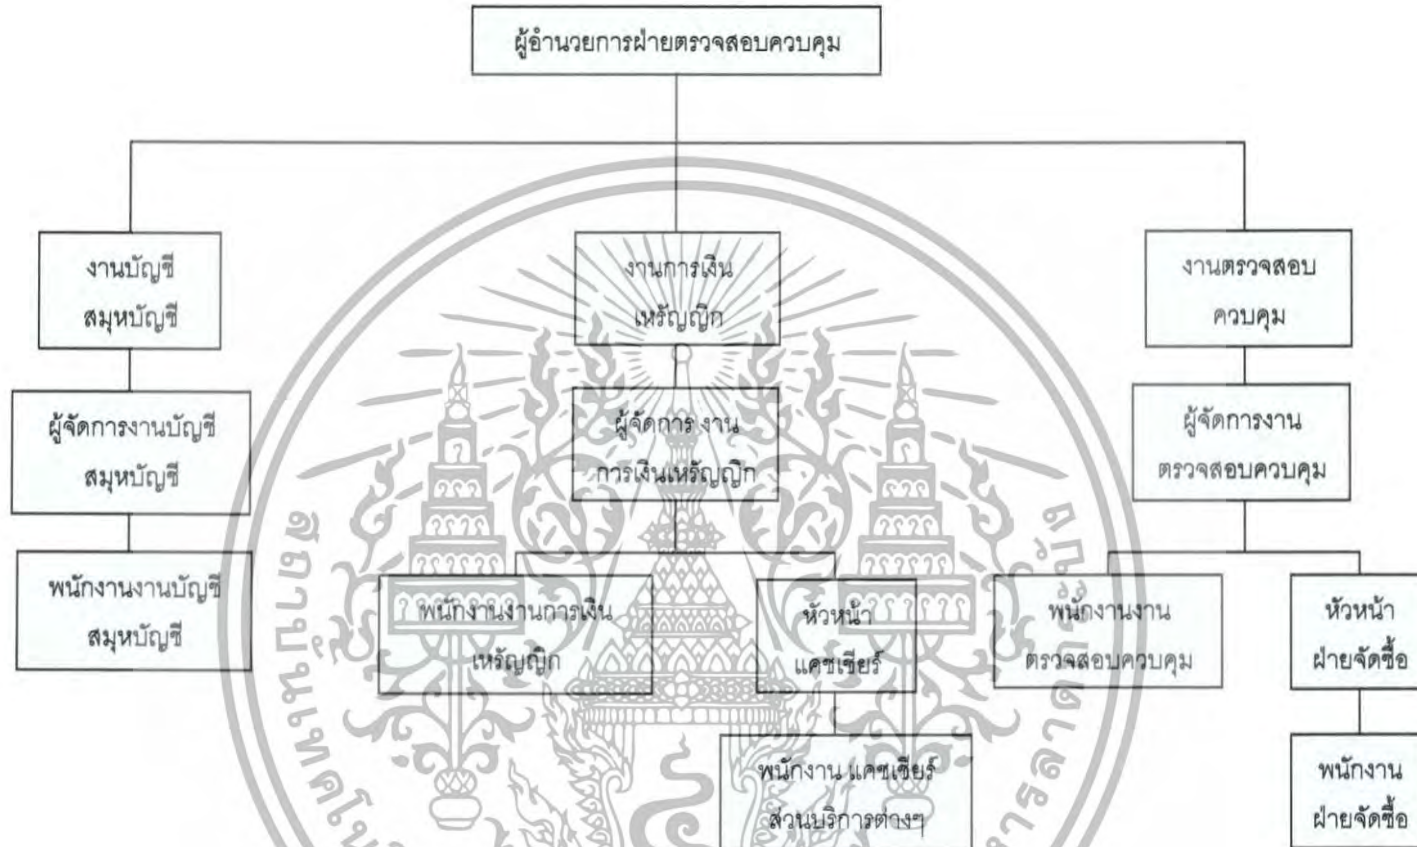 ผู้อำนวยการฝ่ายตรวจสอบควบคุม
งานบัญชี
สมุหบัญชี
งานการเงิน
เหรัญญิก
งานตรวจสอบ
ควบคุม
ผู้จัดการงานบัญชี
สมุหบัญชี
ผู้จัดการ งาน
การเงินเหรัญญิก
ผู้จัดการงาน
ตรวจสอบควบคุม
พนักงานงานบัญชี
สมุหบัญชี
พนักงานงานการเงิน
เหรัญญิก
หัวหน้า
แคชเชียร์
พนักงานงาน
ตรวจสอบควบคุม
หัวหน้า
ฝ่ายจัดซื้อ
พนักงาน แคชเชียร์
ส่วนบริการต่างๆ
พนักงาน
ฝ่ายจัดซื้อ